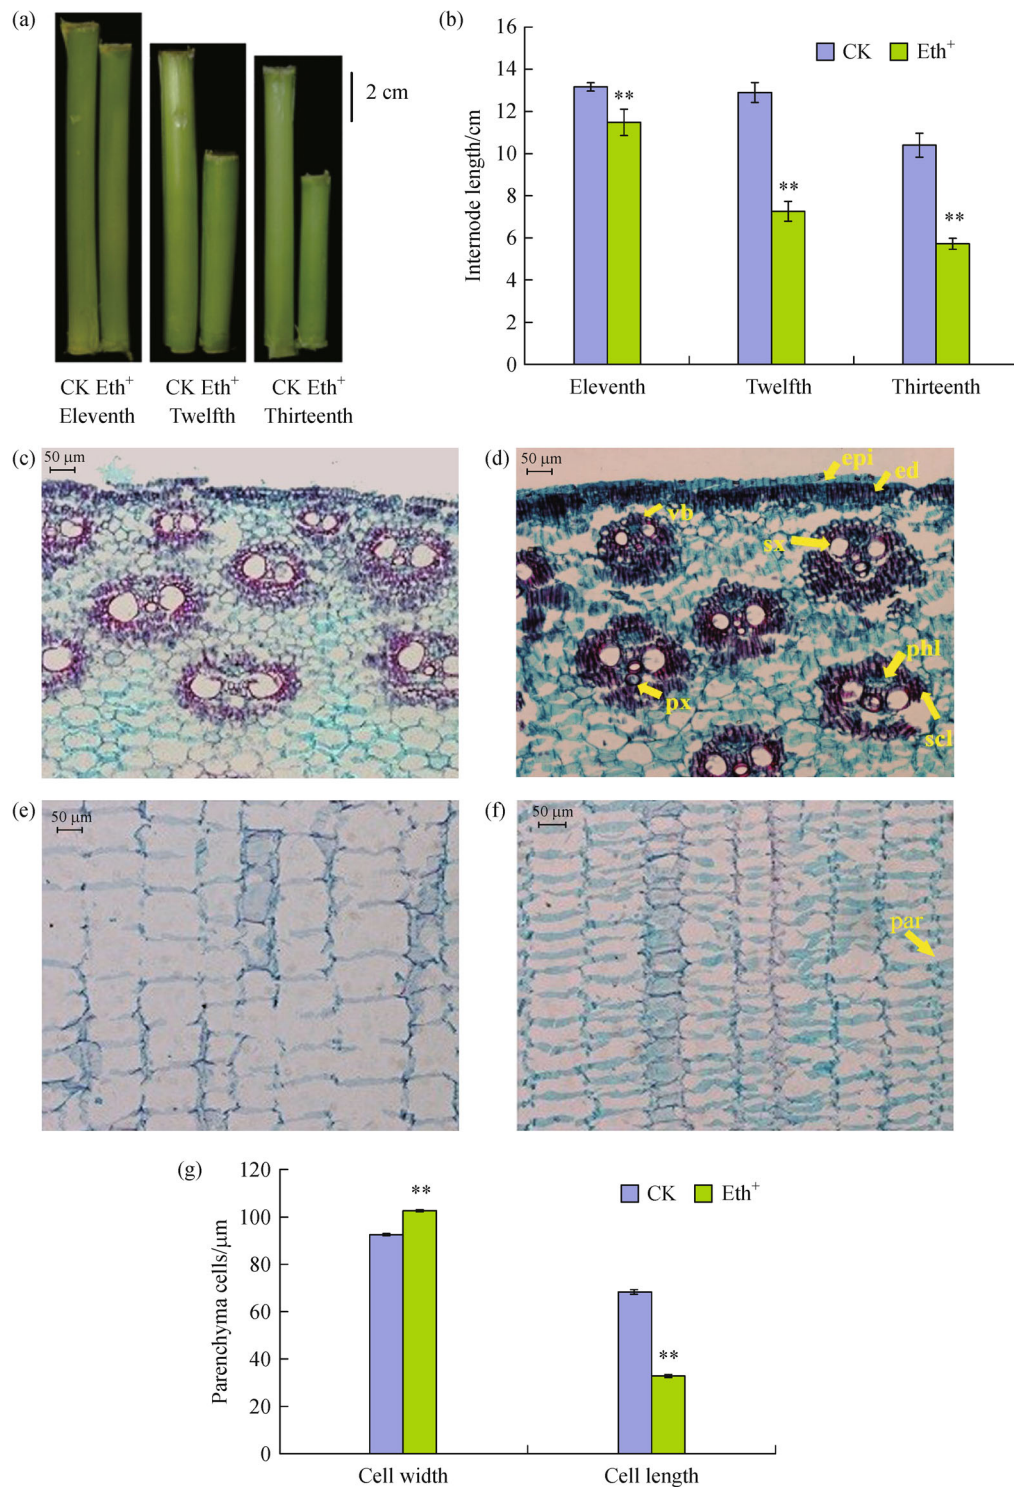 (a)
2 cm
CK Eth⁺
Eleventh
CK Eth⁺
Twelfth
CK Eth⁺
Thirteenth
(b)
Internode length/cm
16
14
12
10
8
6
4
2
0
CK
Eth⁺
**
**
**
Eleventh
Twelfth
Thirteenth
(c)
50 μm
(d)
50 μm
epi
ed
vb
sx
phl
px
scl
(e)
50 μm
(f)
50 μm
par
(g)
Parenchyma cells/μm
120
100
80
60
40
20
0
CK
Eth⁺
**
**
Cell width
Cell length